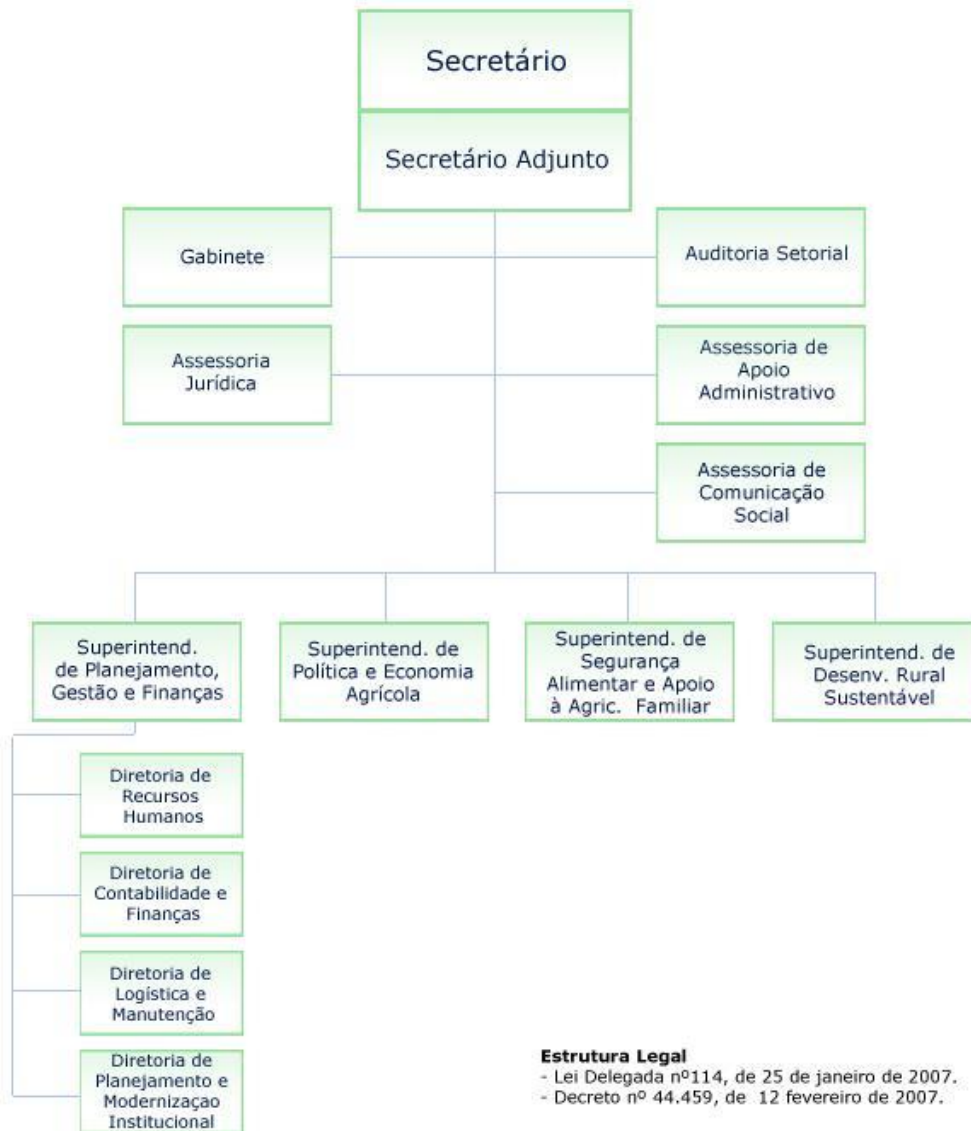 Secretário
Secretário Adjunto
Gabinete
Auditoria Setorial
Assessoria
Jurídica
Assessoria de
Apoio
Administrativo
Assessoria de
Comunicação
Social
Superintend.
de Planejamento,
Gestão e Finanças
Superintend. de
Política e Economia
Agrícola
Superintend. de
Segurança
Alimentar e Apoio
à Agric. Familiar
Superintend. de
Desenv. Rural
Sustentável
Diretoria de
Recursos
Humanos
Diretoria de
Contabilidade e
Finanças
Diretoria de
Logística e
Manutenção
Diretoria de
Planejamento e
Modernizaçao
Institucional
Estrutura Legal
- Lei Delegada nº114, de 25 de janeiro de 2007.
- Decreto nº 44.459, de 12 fevereiro de 2007.